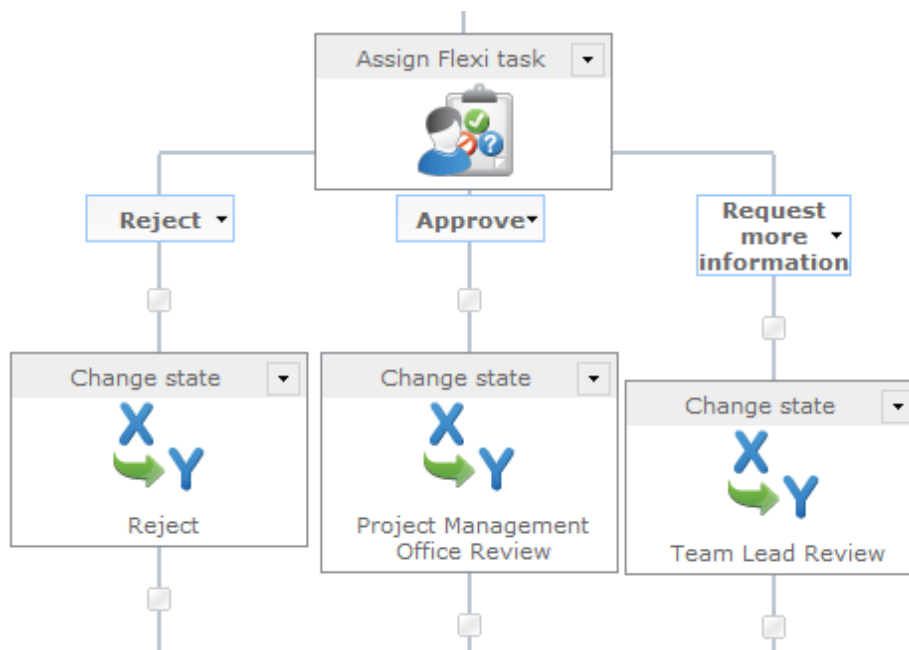 Assign Flexi task
Reject
Approve
Request
more
information
Change state
Change state
Change state
X
Y
X
Y
X
Y
Reject
Project Management
Office Review
Team Lead Review